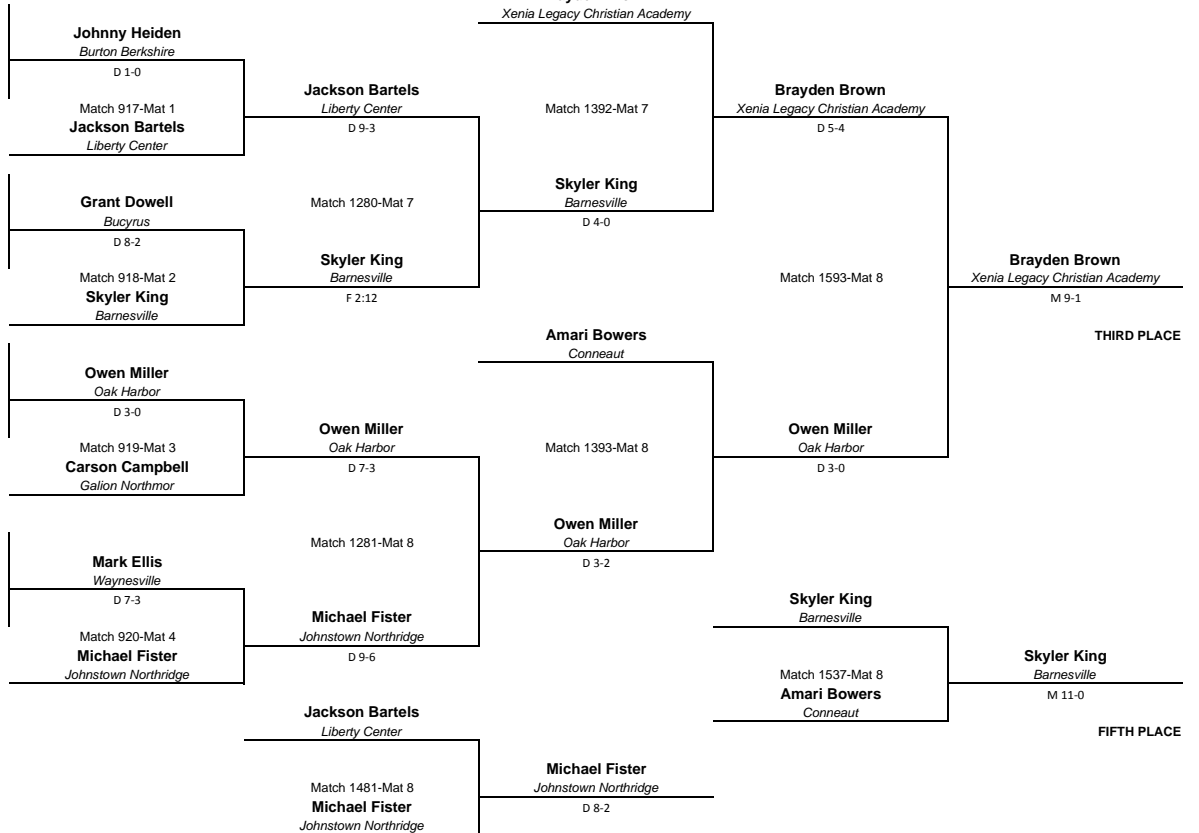 Xenia Legacy Christian Academy
Johnny Heiden
Burton Berkshire
D 1-0
Match 917-Mat 1
Jackson Bartels
Liberty Center
Jackson Bartels
Liberty Center
D 9-3
Match 1392-Mat 7
Brayden Brown
Xenia Legacy Christian Academy
D 5-4
Grant Dowell
Bucyrus
D 8-2
Match 918-Mat 2
Skyler King
Barnesville
Match 1280-Mat 7
Skyler King
Barnesville
F 2:12
Skyler King
Barnesville
D 4-0
Match 1593-Mat 8
Brayden Brown
Xenia Legacy Christian Academy
M 9-1
THIRD PLACE
Amari Bowers
Conneaut
Owen Miller
Oak Harbor
D 3-0
Match 919-Mat 3
Carson Campbell
Galion Northmor
Owen Miller
Oak Harbor
D 7-3
Match 1393-Mat 8
Owen Miller
Oak Harbor
D 3-0
Match 1281-Mat 8
Owen Miller
Oak Harbor
D 3-2
Mark Ellis
Waynesville
D 7-3
Match 920-Mat 4
Michael Fister
Johnstown Northridge
Michael Fister
Johnstown Northridge
D 9-6
Skyler King
Barnesville
Match 1537-Mat 8
Amari Bowers
Conneaut
Skyler King
Barnesville
M 11-0
FIFTH PLACE
Jackson Bartels
Liberty Center
Match 1481-Mat 8
Michael Fister
Johnstown Northridge
Michael Fister
Johnstown Northridge
D 8-2